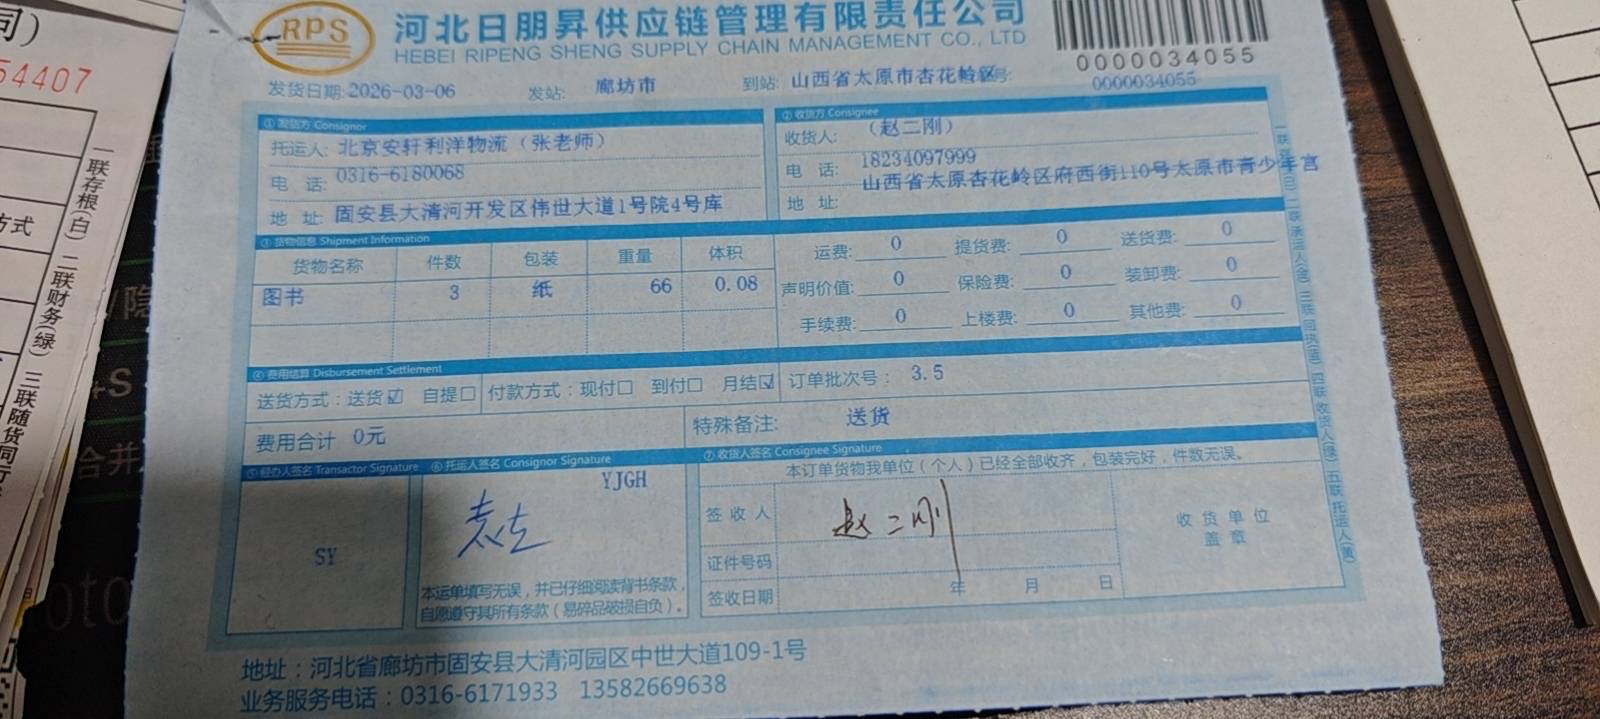 RPS
河北日朋昇供应链管理有限责任公司
HEBEI RIPENG SHENG SUPPLY CHAIN MANAGEMENT CO., LTD
0000034055
发货日期:2026-03-06 发站: 廊坊市 到站: 山西省太原市杏花岭区 号: 0000034055
① 发货方 Consignor
托运人: 北京安轩利洋物流（张老师）
电 话: 0316-6180068
地 址: 固安县大清河开发区伟世大道1号院4号库
② 收货方 Consignee
收货人: （赵二刚）
电 话: 18234097999
地 址: 山西省太原杏花岭区府西街110号太原市青少年宫
③ 货物信息 Shipment Information
货物名称 件数 包装 重量 体积
图书 3 纸 66 0.08
运费: 0 提货费: 0 送货费: 0
声明价值: 0 保险费: 0 装卸费: 0
手续费: 0 上楼费: 0 其他费: 0
④ 费用结算 Disbursement Settlement
送货方式：送货☑ 自提□ 付款方式：现付□ 到付□ 月结☑ 订单批次号： 3.5
费用合计 0元 特殊备注: 送货
⑤ 经办人签名 Transactor Signature
SY
⑥ 托运人签名 Consignor Signature
YJGH
本运单填写无误，并已仔细阅读背书条款，
自愿遵守其所有条款（易碎品破损自负）。
⑦ 收货人签名 Consignee Signature
本订单货物我单位（个人）已经全部收齐，包装完好，件数无误。
签收人 赵二刚
证件号码
签收日期 年 月 日
收货单位
盖章
地址：河北省廊坊市固安县大清河园区中世大道109-1号
业务服务电话：0316-6171933 13582669638
54407
一联存根(白) 二联财务(绿) 三联随货同行
方式
合并